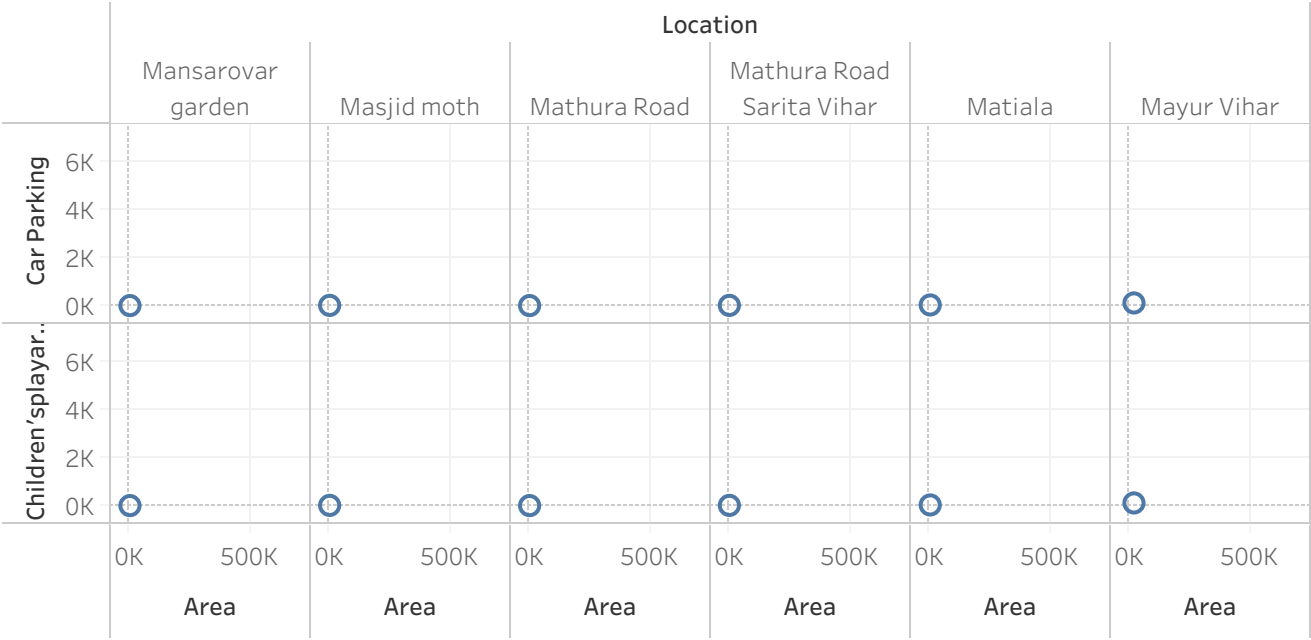 Location
Mansarovar
garden
Masjid moth
Mathura Road
Mathura Road
Sarita Vihar
Matiala
Mayur Vihar
Car Parking
6K
4K
2K
0K
Children'splayar..
6K
4K
2K
0K
0K 500K 0K 500K 0K 500K 0K 500K 0K 500K 0K 500K
Area Area Area Area Area Area